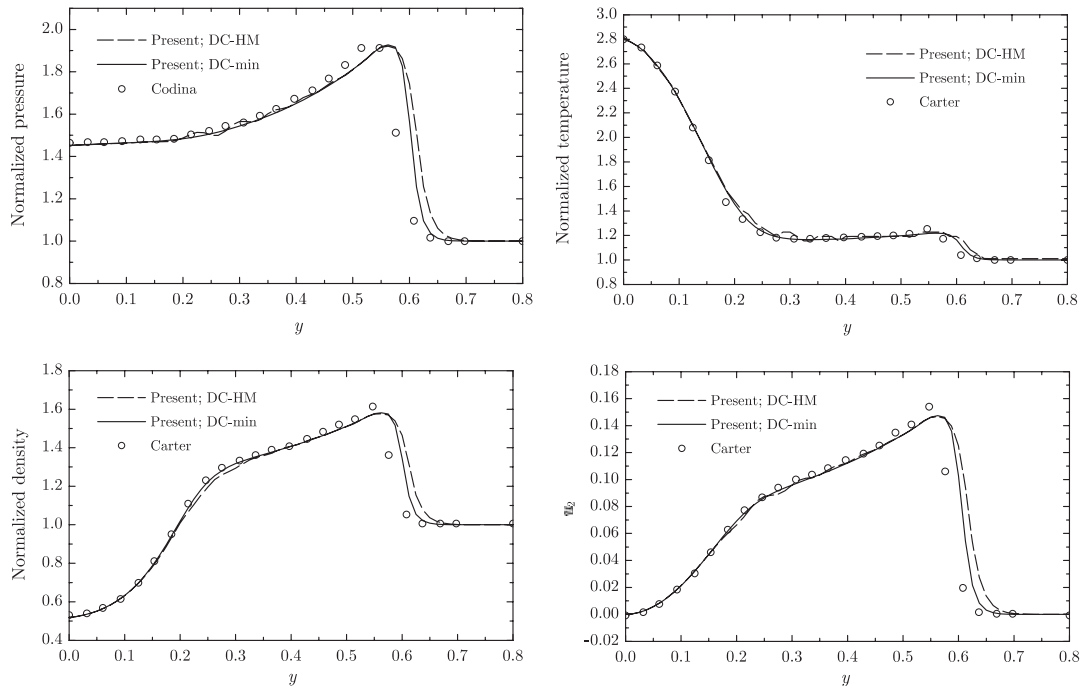 2.0
1.8
1.6
1.4
1.2
1.0
0.8
Normalized pressure
Present; DC-HM
Present; DC-min
Codina
0.0 0.1 0.2 0.3 0.4 0.5 0.6 0.7 0.8
y
3.0
2.8
2.6
2.4
2.2
2.0
1.8
1.6
1.4
1.2
1.0
0.8
Normalized temperature
Present; DC-HM
Present; DC-min
Carter
0.0 0.1 0.2 0.3 0.4 0.5 0.6 0.7 0.8
y
1.8
1.6
1.4
1.2
1.0
0.8
0.6
0.4
Normalized density
Present; DC-HM
Present; DC-min
Carter
0.0 0.1 0.2 0.3 0.4 0.5 0.6 0.7 0.8
y
0.18
0.16
0.14
0.12
0.10
0.08
0.06
0.04
0.02
0.00
-0.02
u₂
Present; DC-HM
Present; DC-min
Carter
0.0 0.1 0.2 0.3 0.4 0.5 0.6 0.7 0.8
y